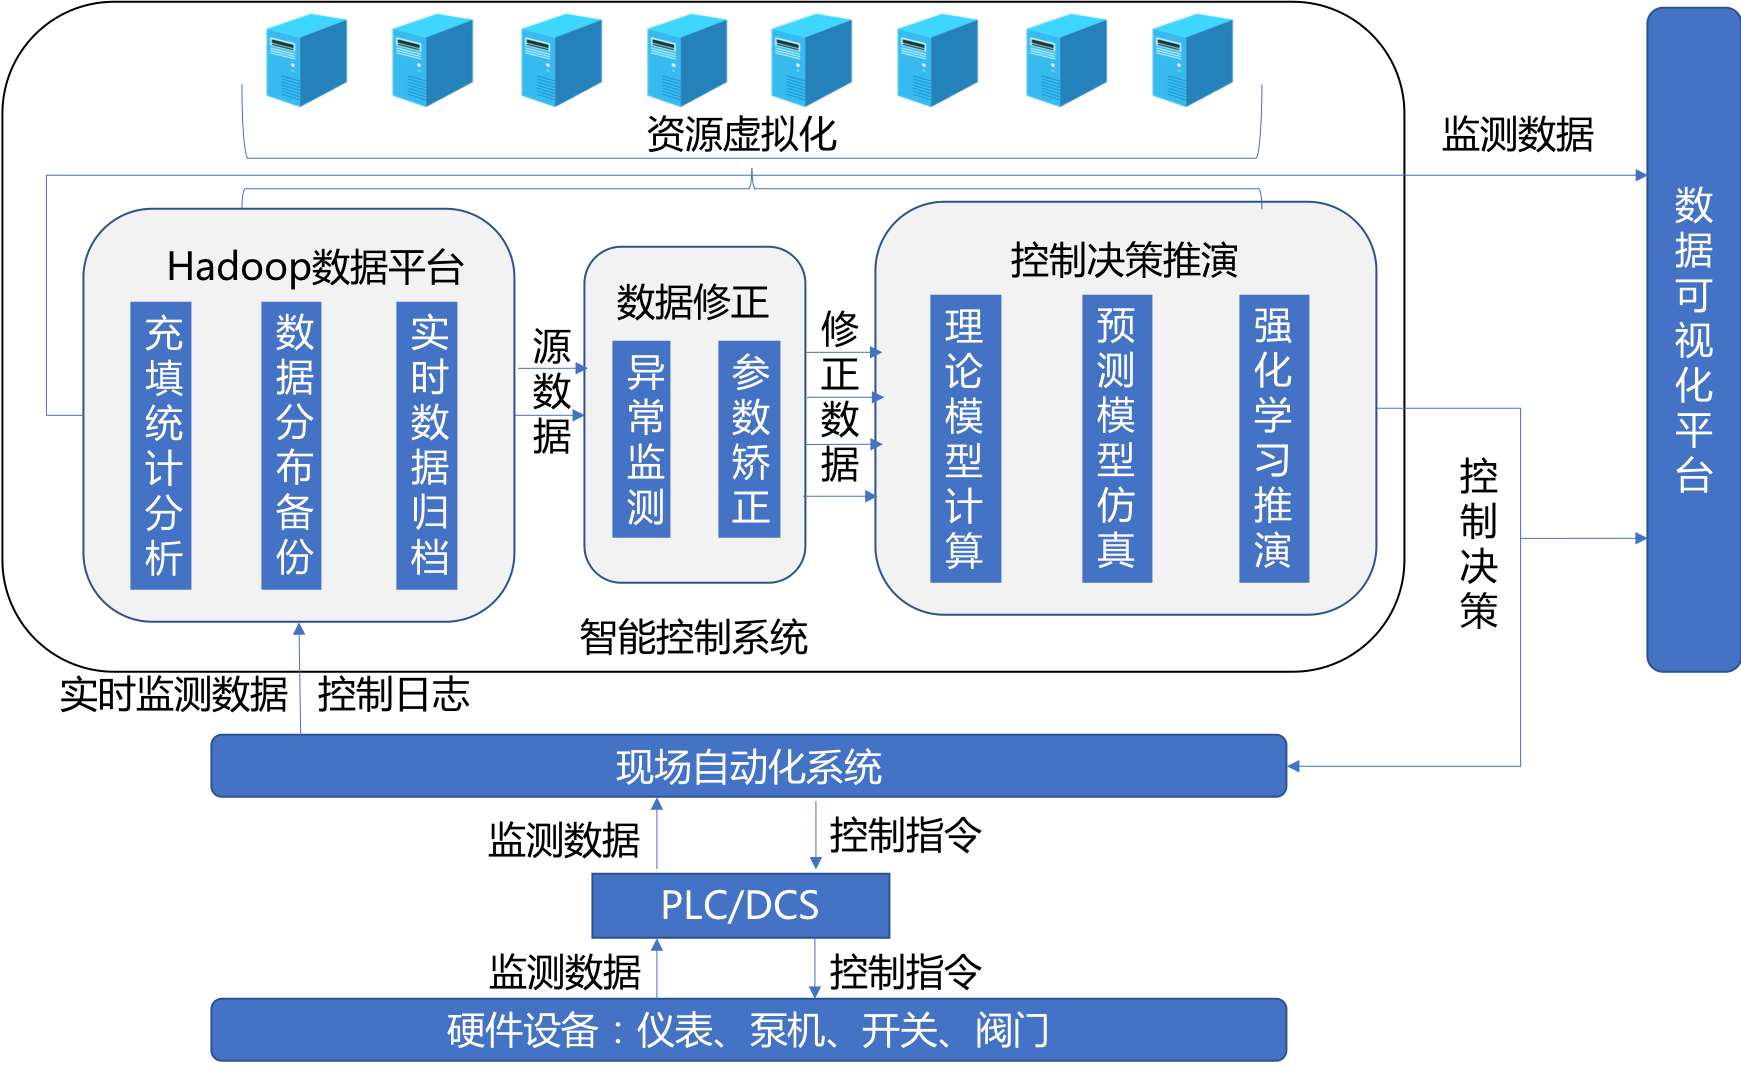 资源虚拟化
监测数据
数据可视化平台
Hadoop数据平台
充填统计分析
数据分布备份
实时数据归档
源数据
数据修正
异常监测
参数矫正
修正数据
控制决策推演
理论模型计算
预测模型仿真
强化学习推演
控制决策
智能控制系统
实时监测数据
控制日志
现场自动化系统
监测数据
控制指令
PLC/DCS
监测数据
控制指令
硬件设备：仪表、泵机、开关、阀门